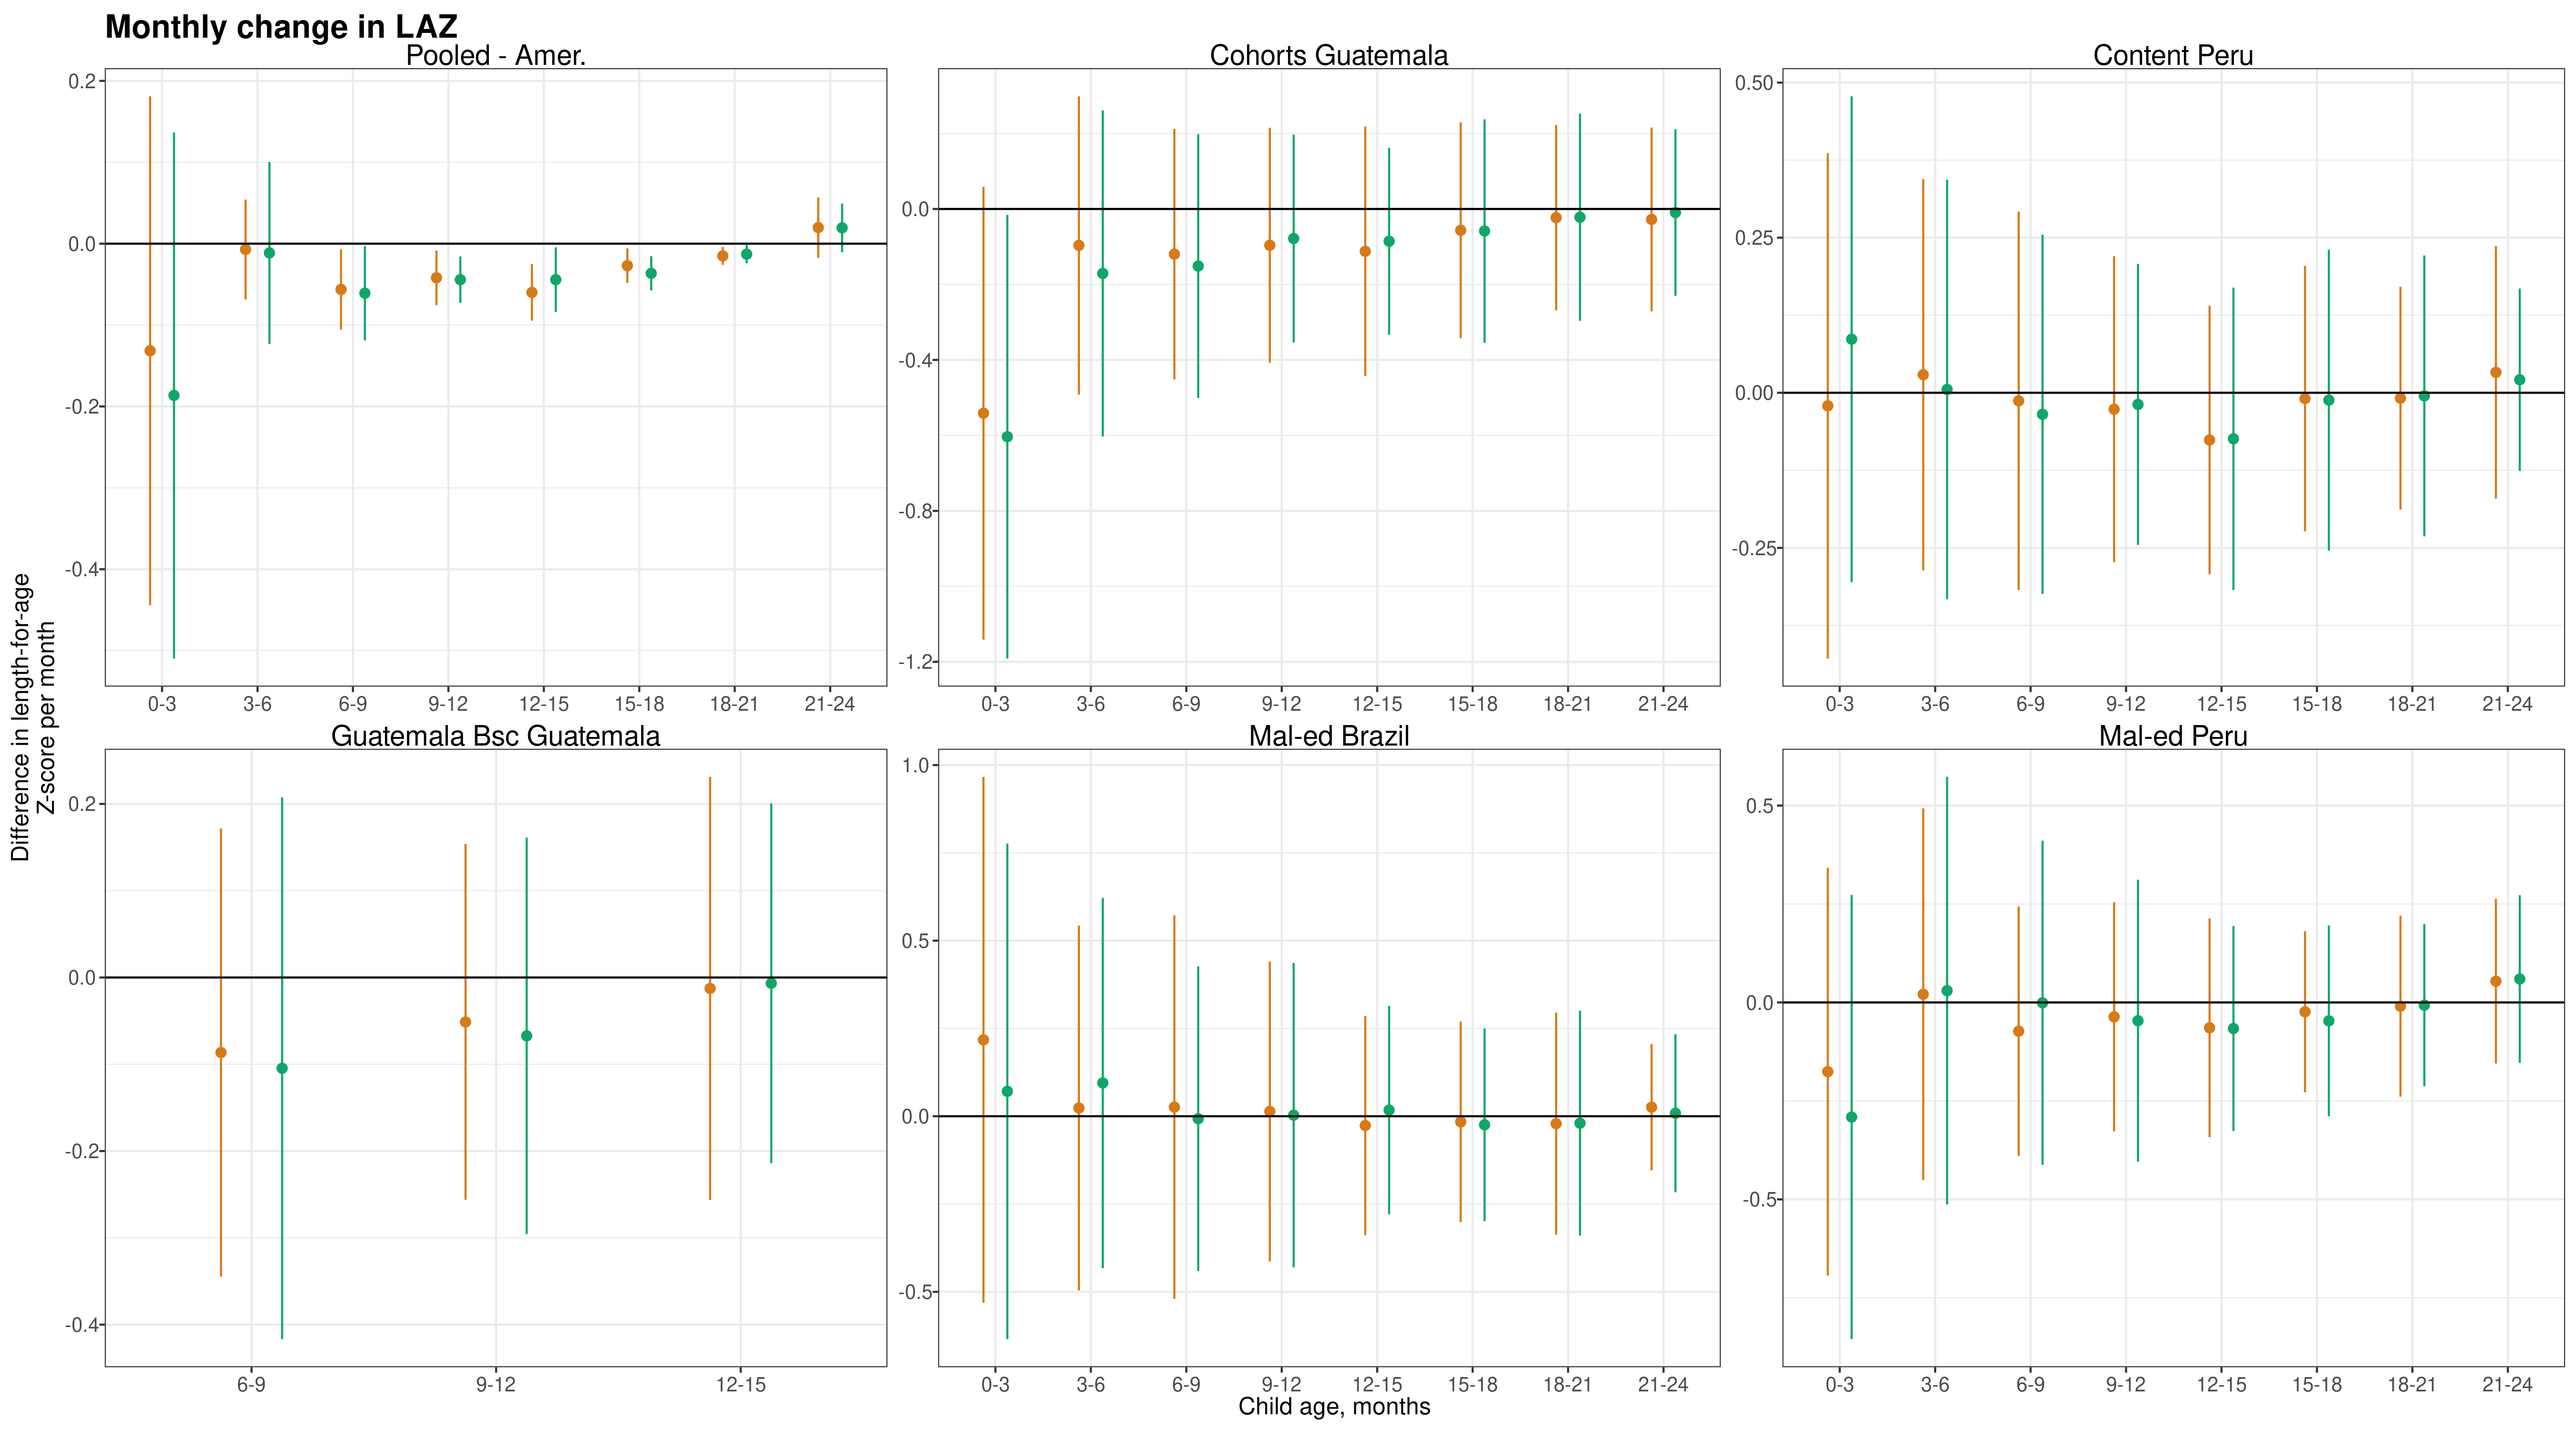 Monthly change in LAZ
Pooled - Amer.
Cohorts Guatemala
Content Peru
0.2
0.0
-0.2
-0.4
0-3 3-6 6-9 9-12 12-15 15-18 18-21 21-24
0.0
-0.4
-0.8
-1.2
0-3 3-6 6-9 9-12 12-15 15-18 18-21 21-24
0.50
0.25
0.00
-0.25
0-3 3-6 6-9 9-12 12-15 15-18 18-21 21-24
Difference in length-for-age
Z-score per month
Guatemala Bsc Guatemala
Mal-ed Brazil
Mal-ed Peru
0.2
0.0
-0.2
-0.4
6-9 9-12 12-15
1.0
0.5
0.0
-0.5
0-3 3-6 6-9 9-12 12-15 15-18 18-21 21-24
0.5
0.0
-0.5
0-3 3-6 6-9 9-12 12-15 15-18 18-21 21-24
Child age, months